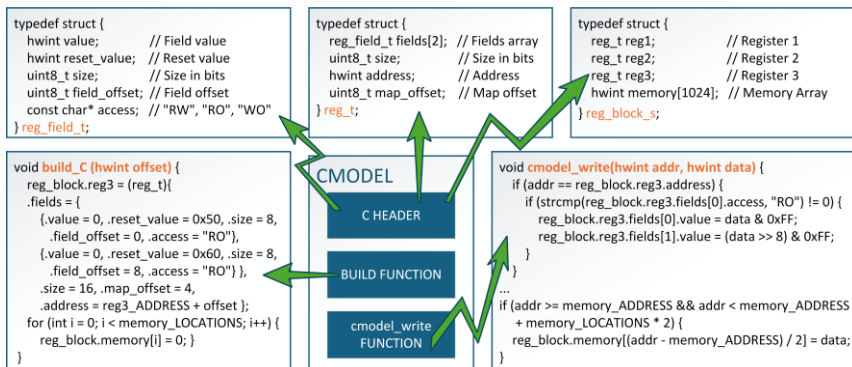 typedef struct {
hwint value; // Field value
hwint reset_value; // Reset value
uint8_t size; // Size in bits
uint8_t field_offset; // Field offset
const char* access; // "RW", "RO", "WO"
} reg_field_t;
typedef struct {
reg_field_t fields[2]; // Fields array
uint8_t size; // Size in bits
hwint address; // Address
uint8_t map_offset; // Map offset
} reg_t;
typedef struct {
reg_t reg1; // Register 1
reg_t reg2; // Register 2
reg_t reg3; // Register 3
hwint memory[1024]; // Memory Array
} reg_block_s;
void build_C (hwint offset) {
reg_block.reg3 = (reg_t){
.fields = {
{.value = 0, .reset_value = 0x50, .size = 8,
.field_offset = 0, .access = "RO"},
{.value = 0, .reset_value = 0x60, .size = 8,
.field_offset = 8, .access = "RO"} },
.size = 16, .map_offset = 4,
.address = reg3_ADDRESS + offset };
for (int i = 0; i < memory_LOCATIONS; i++) {
reg_block.memory[i] = 0; }
}
CMODEL
C HEADER
BUILD FUNCTION
cmodel_write
FUNCTION
void cmodel_write(hwint addr, hwint data) {
if (addr == reg_block.reg3.address) {
if (strcmp(reg_block.reg3.fields[0].access, "RO") != 0) {
reg_block.reg3.fields[0].value = data & 0xFF;
reg_block.reg3.fields[1].value = (data >> 8) & 0xFF;
}
}
...
if (addr >= memory_ADDRESS && addr < memory_ADDRESS
+ memory_LOCATIONS * 2) {
reg_block.memory[(addr - memory_ADDRESS) / 2] = data;
}